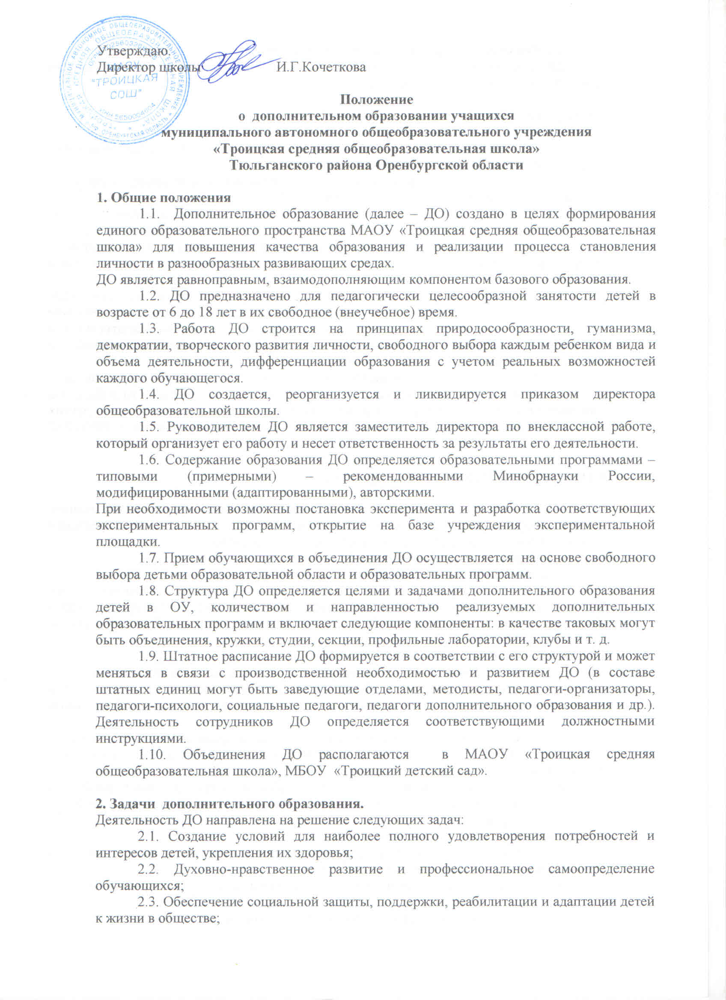 Утверждаю.
Директор школы И.Г.Кочеткова
МАОУ
"ТРОИЦКАЯ
СОШ"
Положение
о дополнительном образовании учащихся
муниципального автономного общеобразовательного учреждения
«Троицкая средняя общеобразовательная школа»
Тюльганского района Оренбургской области
1. Общие положения
1.1. Дополнительное образование (далее – ДО) создано в целях формирования
единого образовательного пространства МАОУ «Троицкая средняя общеобразовательная
школа» для повышения качества образования и реализации процесса становления
личности в разнообразных развивающих средах.
ДО является равноправным, взаимодополняющим компонентом базового образования.
1.2. ДО предназначено для педагогически целесообразной занятости детей в
возрасте от 6 до 18 лет в их свободное (внеучебное) время.
1.3. Работа ДО строится на принципах природосообразности, гуманизма,
демократии, творческого развития личности, свободного выбора каждым ребенком вида и
объема деятельности, дифференциации образования с учетом реальных возможностей
каждого обучающегося.
1.4. ДО создается, реорганизуется и ликвидируется приказом директора
общеобразовательной школы.
1.5. Руководителем ДО является заместитель директора по внеклассной работе,
который организует его работу и несет ответственность за результаты его деятельности.
1.6. Содержание образования ДО определяется образовательными программами –
типовыми (примерными) – рекомендованными Минобрнауки России,
модифицированными (адаптированными), авторскими.
При необходимости возможны постановка эксперимента и разработка соответствующих
экспериментальных программ, открытие на базе учреждения экспериментальной
площадки.
1.7. Прием обучающихся в объединения ДО осуществляется на основе свободного
выбора детьми образовательной области и образовательных программ.
1.8. Структура ДО определяется целями и задачами дополнительного образования
детей в ОУ, количеством и направленностью реализуемых дополнительных
образовательных программ и включает следующие компоненты: в качестве таковых могут
быть объединения, кружки, студии, секции, профильные лаборатории, клубы и т. д.
1.9. Штатное расписание ДО формируется в соответствии с его структурой и может
меняться в связи с производственной необходимостью и развитием ДО (в составе
штатных единиц могут быть заведующие отделами, методисты, педагоги-организаторы,
педагоги-психологи, социальные педагоги, педагоги дополнительного образования и др.).
Деятельность сотрудников ДО определяется соответствующими должностными
инструкциями.
1.10. Объединения ДО располагаются в МАОУ «Троицкая средняя
общеобразовательная школа», МБОУ «Троицкий детский сад».
2. Задачи дополнительного образования.
Деятельность ДО направлена на решение следующих задач:
2.1. Создание условий для наиболее полного удовлетворения потребностей и
интересов детей, укрепления их здоровья;
2.2. Духовно-нравственное развитие и профессиональное самоопределение
обучающихся;
2.3. Обеспечение социальной защиты, поддержки, реабилитации и адаптации детей
к жизни в обществе;